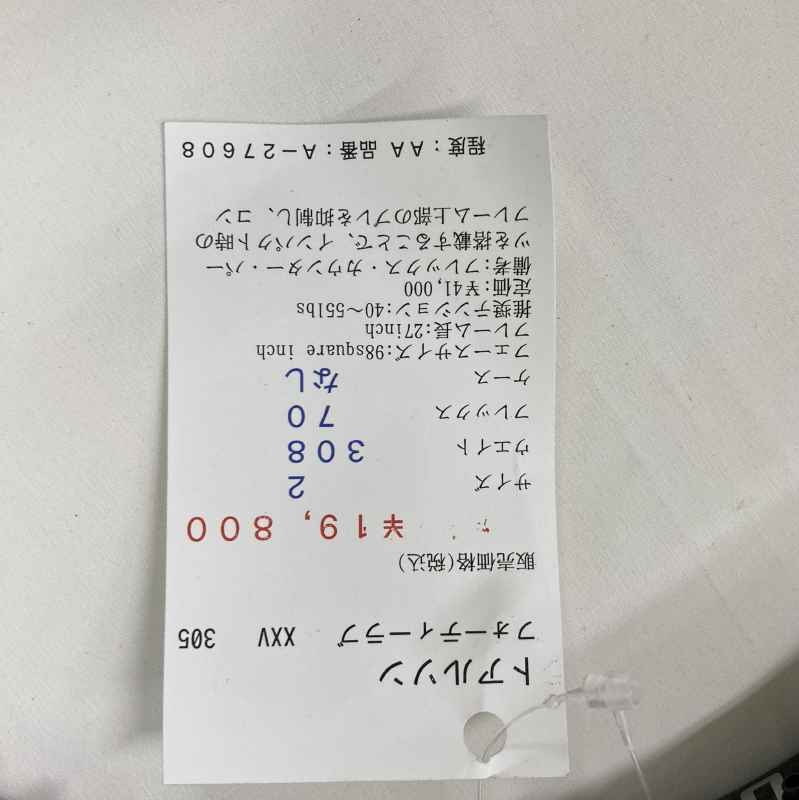 トアルソン
フォーティーラブ XXV 305
販売価格(税込)
¥19,800
サイズ 2
ウエイト 308
フレックス 70
ケース なし
フェースサイズ:98square inch
フレーム長:27inch
推奨テンション:40~55lbs
定価:¥41,000
備考:フレックス・カウンター・パー
ツを搭載することで、インパクト時の
フレーム上部のブレを抑制し、コン
程度:AA 品番:A-27608